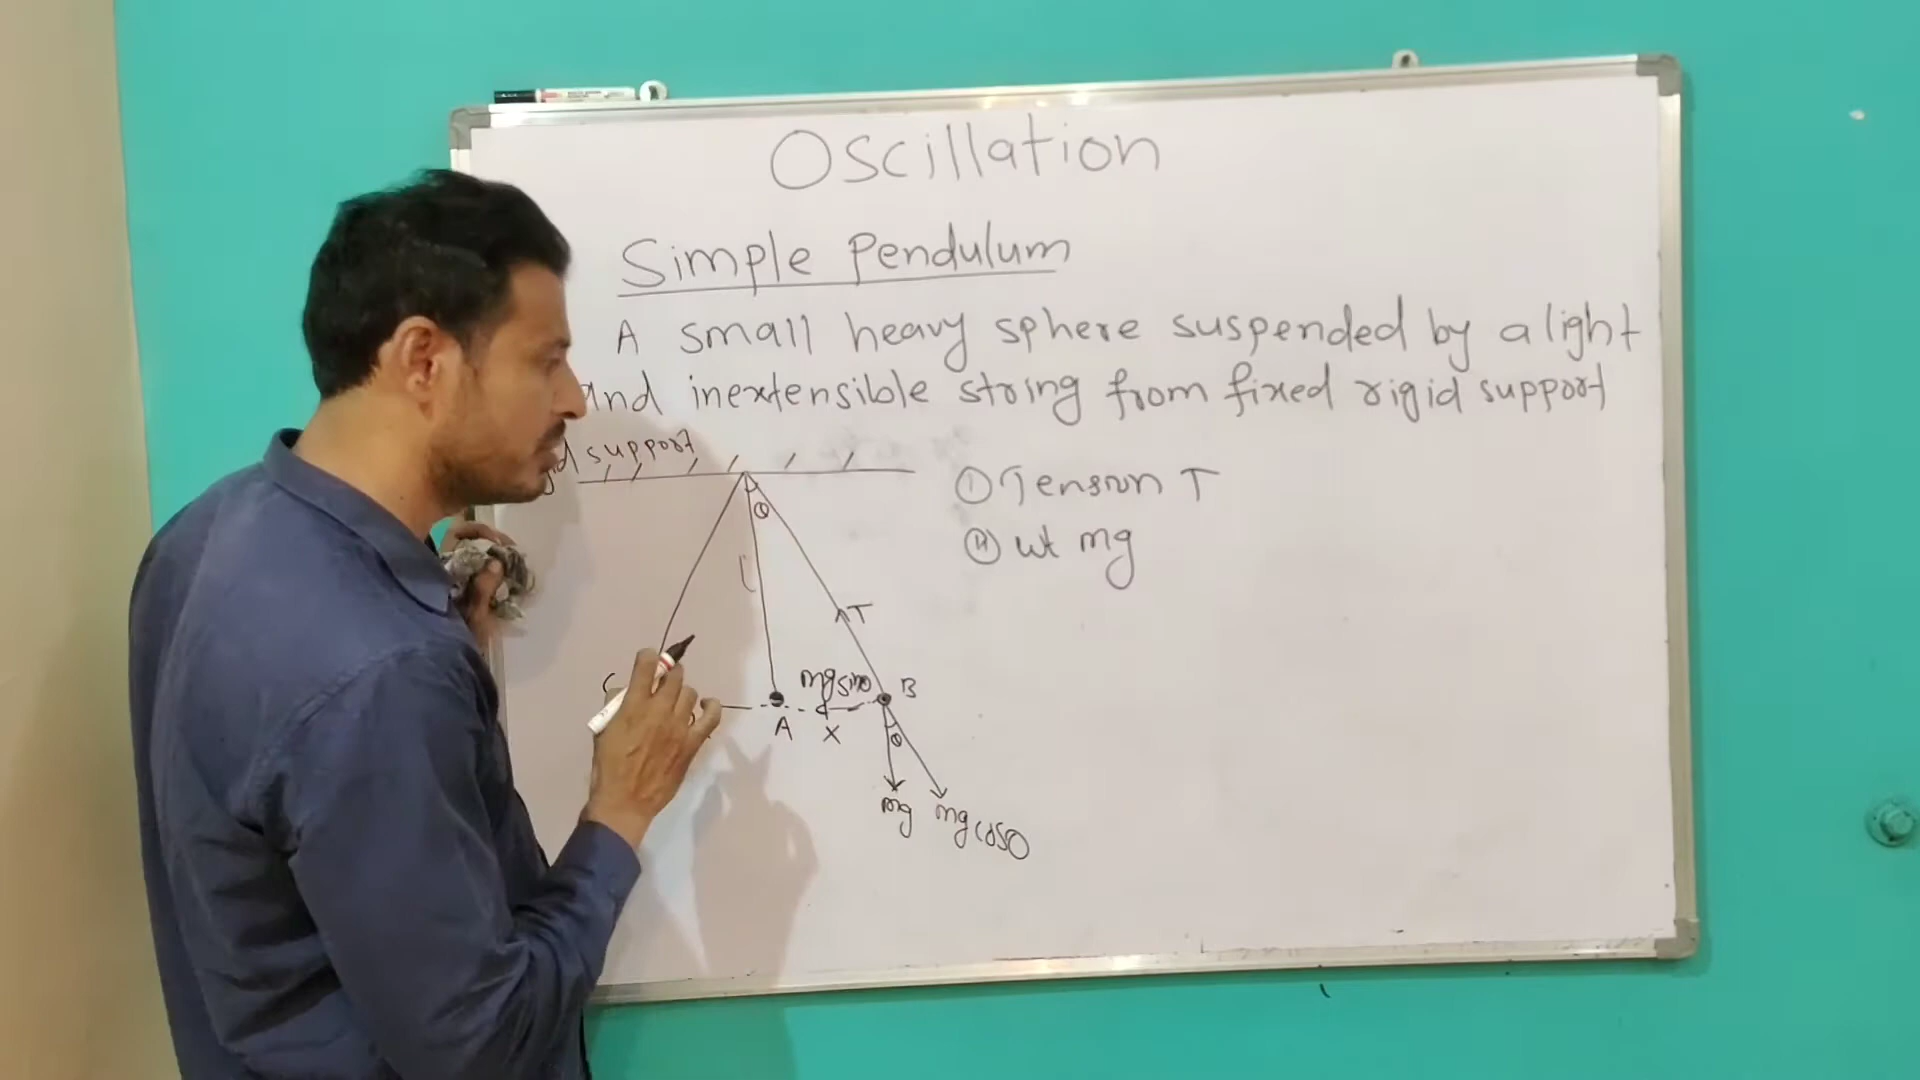 Oscillation
Simple Pendulum
A small heavy sphere suspended by a light
and inextensible string from fixed rigid support
support
① Tension T
② wt mg
θ
L
T
mg sinθ
B
A
x
θ
mg
mg cosθ